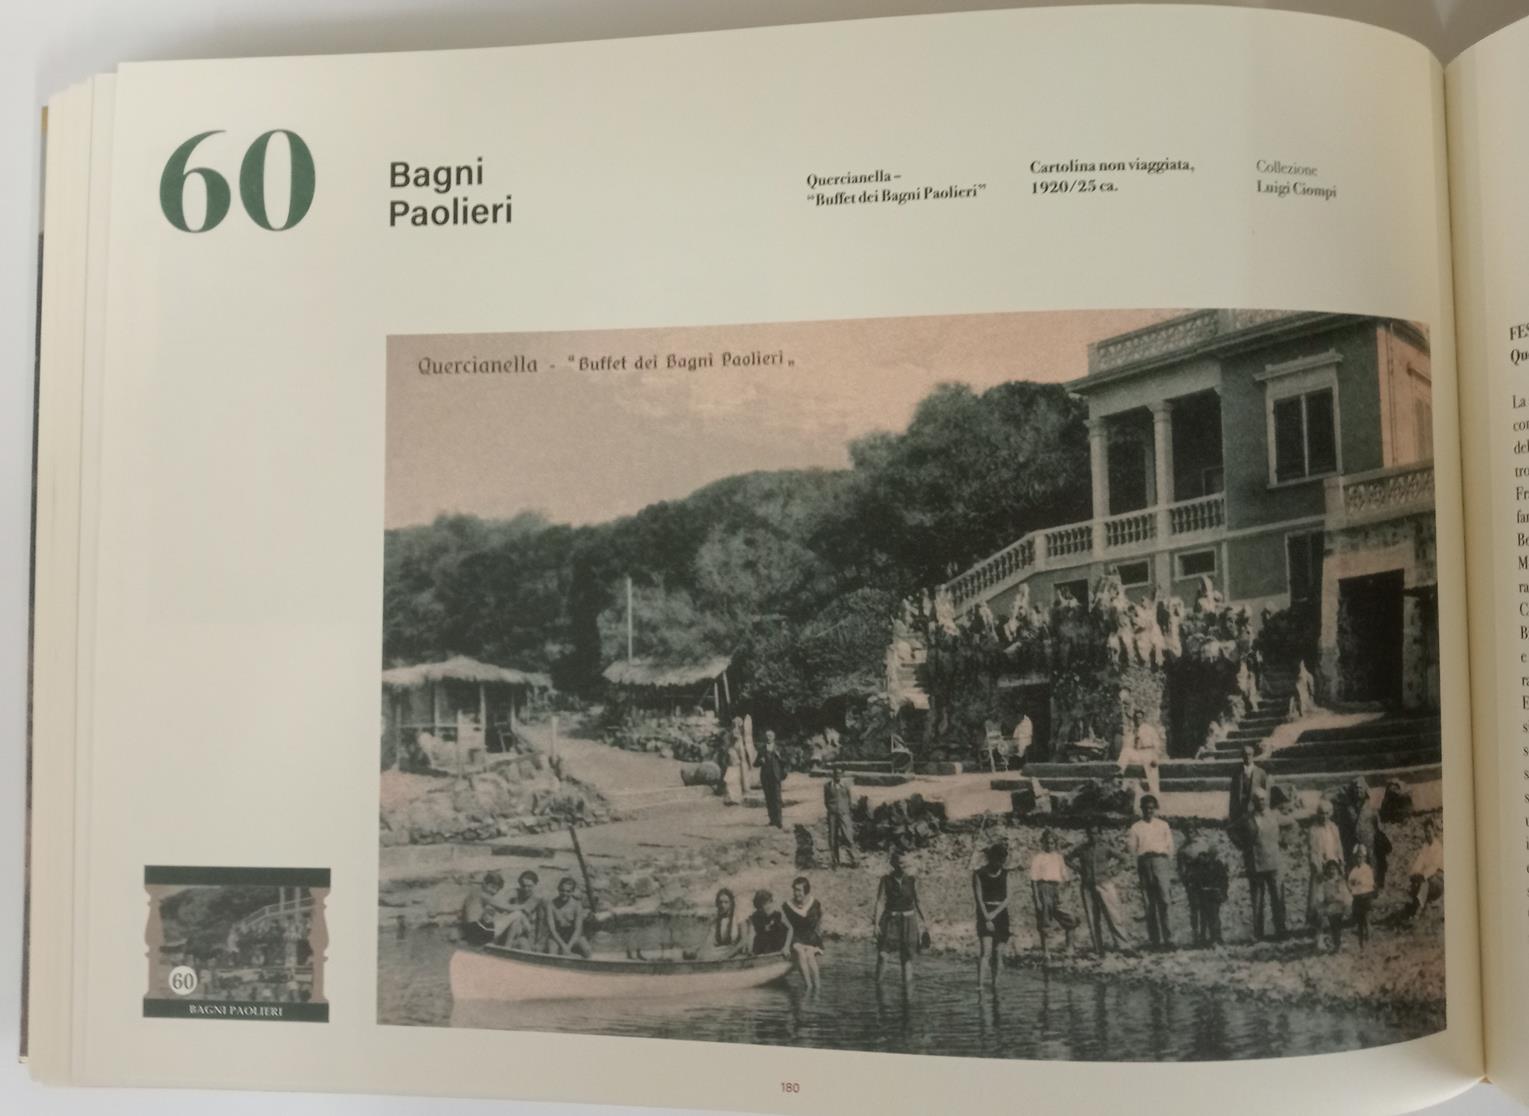 60
Bagni
Paolieri
Quercianella –
“Buffet dei Bagni Paolieri”
Cartolina non viaggiata,
1920/25 ca.
Collezione
Luigi Ciompi
Quercianella - “Buffet dei Bagni Paolieri„
60
BAGNI PAOLIERI
180
La